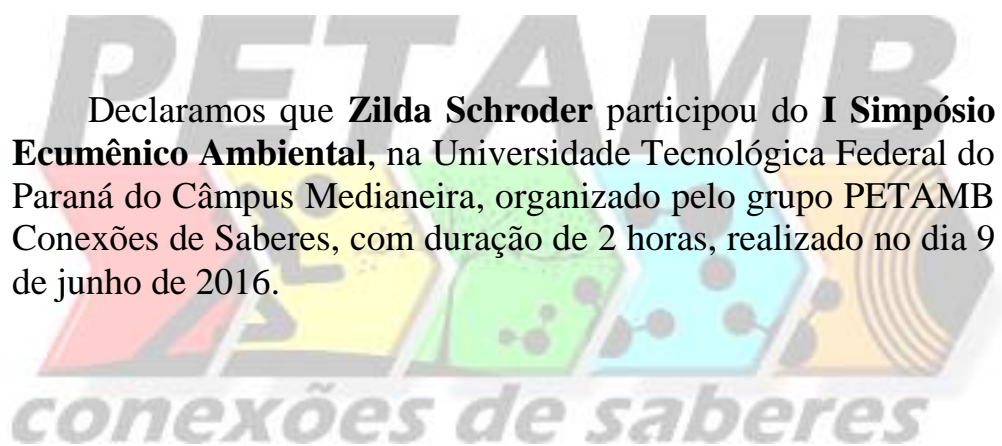 PETAMB
Declaramos que Zilda Schroder participou do I Simpósio
Ecumênico Ambiental, na Universidade Tecnológica Federal do
Paraná do Câmpus Medianeira, organizado pelo grupo PETAMB
Conexões de Saberes, com duração de 2 horas, realizado no dia 9
de junho de 2016.
conexões de saberes